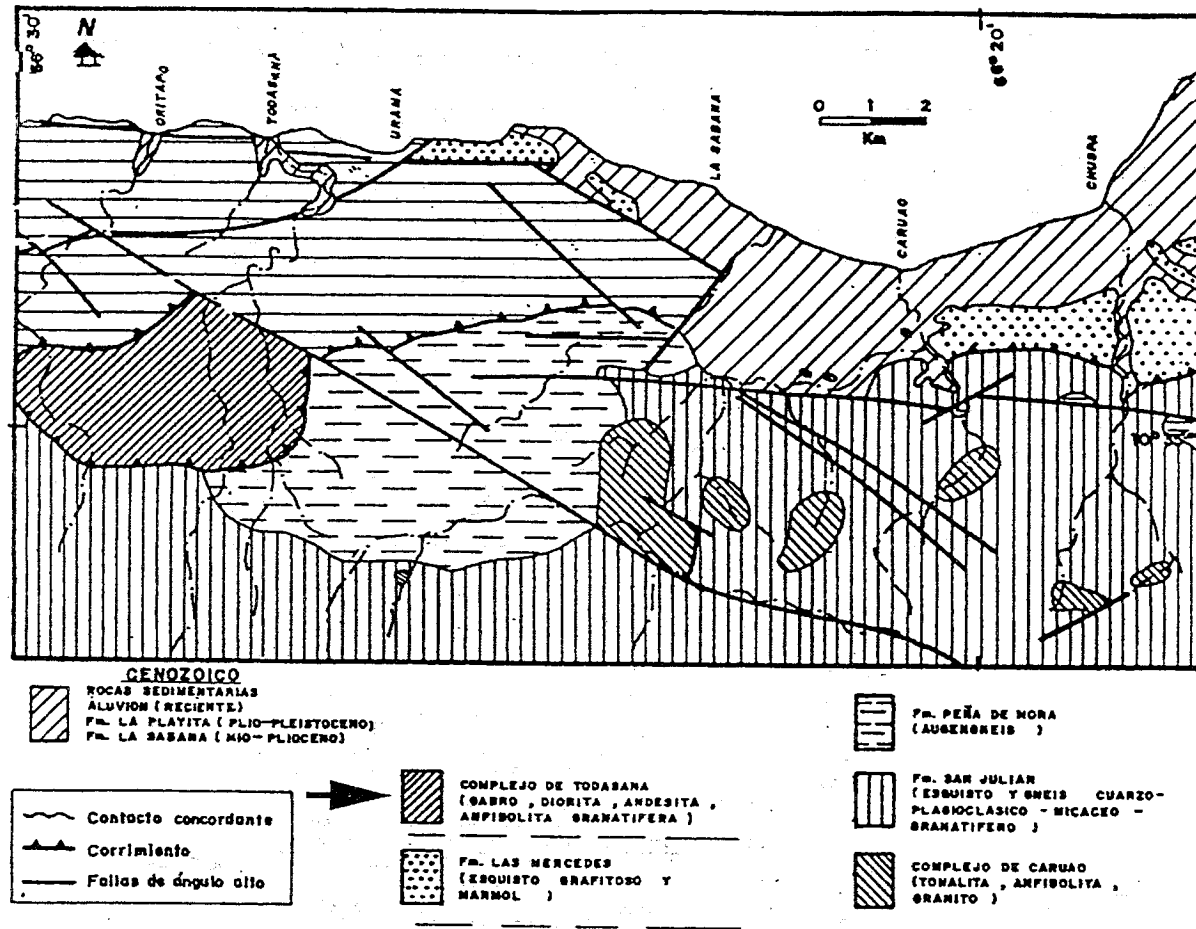 66° 30'
N
ORITAPO
TODASANA
URAMA
LA SABANA
CARUAO
CHUSPA
66° 20'
0 1 2
Km
10°
CENOZOICO
ROCAS SEDIMENTARIAS
ALUVION (RECIENTE)
Fm. LA PLAYITA (PLIO-PLEISTOCENO)
Fm. LA SABANA (MIO-PLIOCENO)
Contacto concordante
Corrimiento
Fallas de ángulo alto
COMPLEJO DE TODASANA
(GABRO, DIORITA, ANDESITA,
ANFIBOLITA GRANATIFERA)
Fm. LAS MERCEDES
(ESQUISTO GRAFITOSO Y
MARMOL)
Fm. PEÑA DE MORA
(AUGENGNEIS)
Fm. SAN JULIAN
(ESQUISTO Y GNEIS CUARZO-
PLAGIOCLASICO - MICACEO -
GRANATIFERO)
COMPLEJO DE CARUAO
(TONALITA, ANFIBOLITA,
GRANITO)